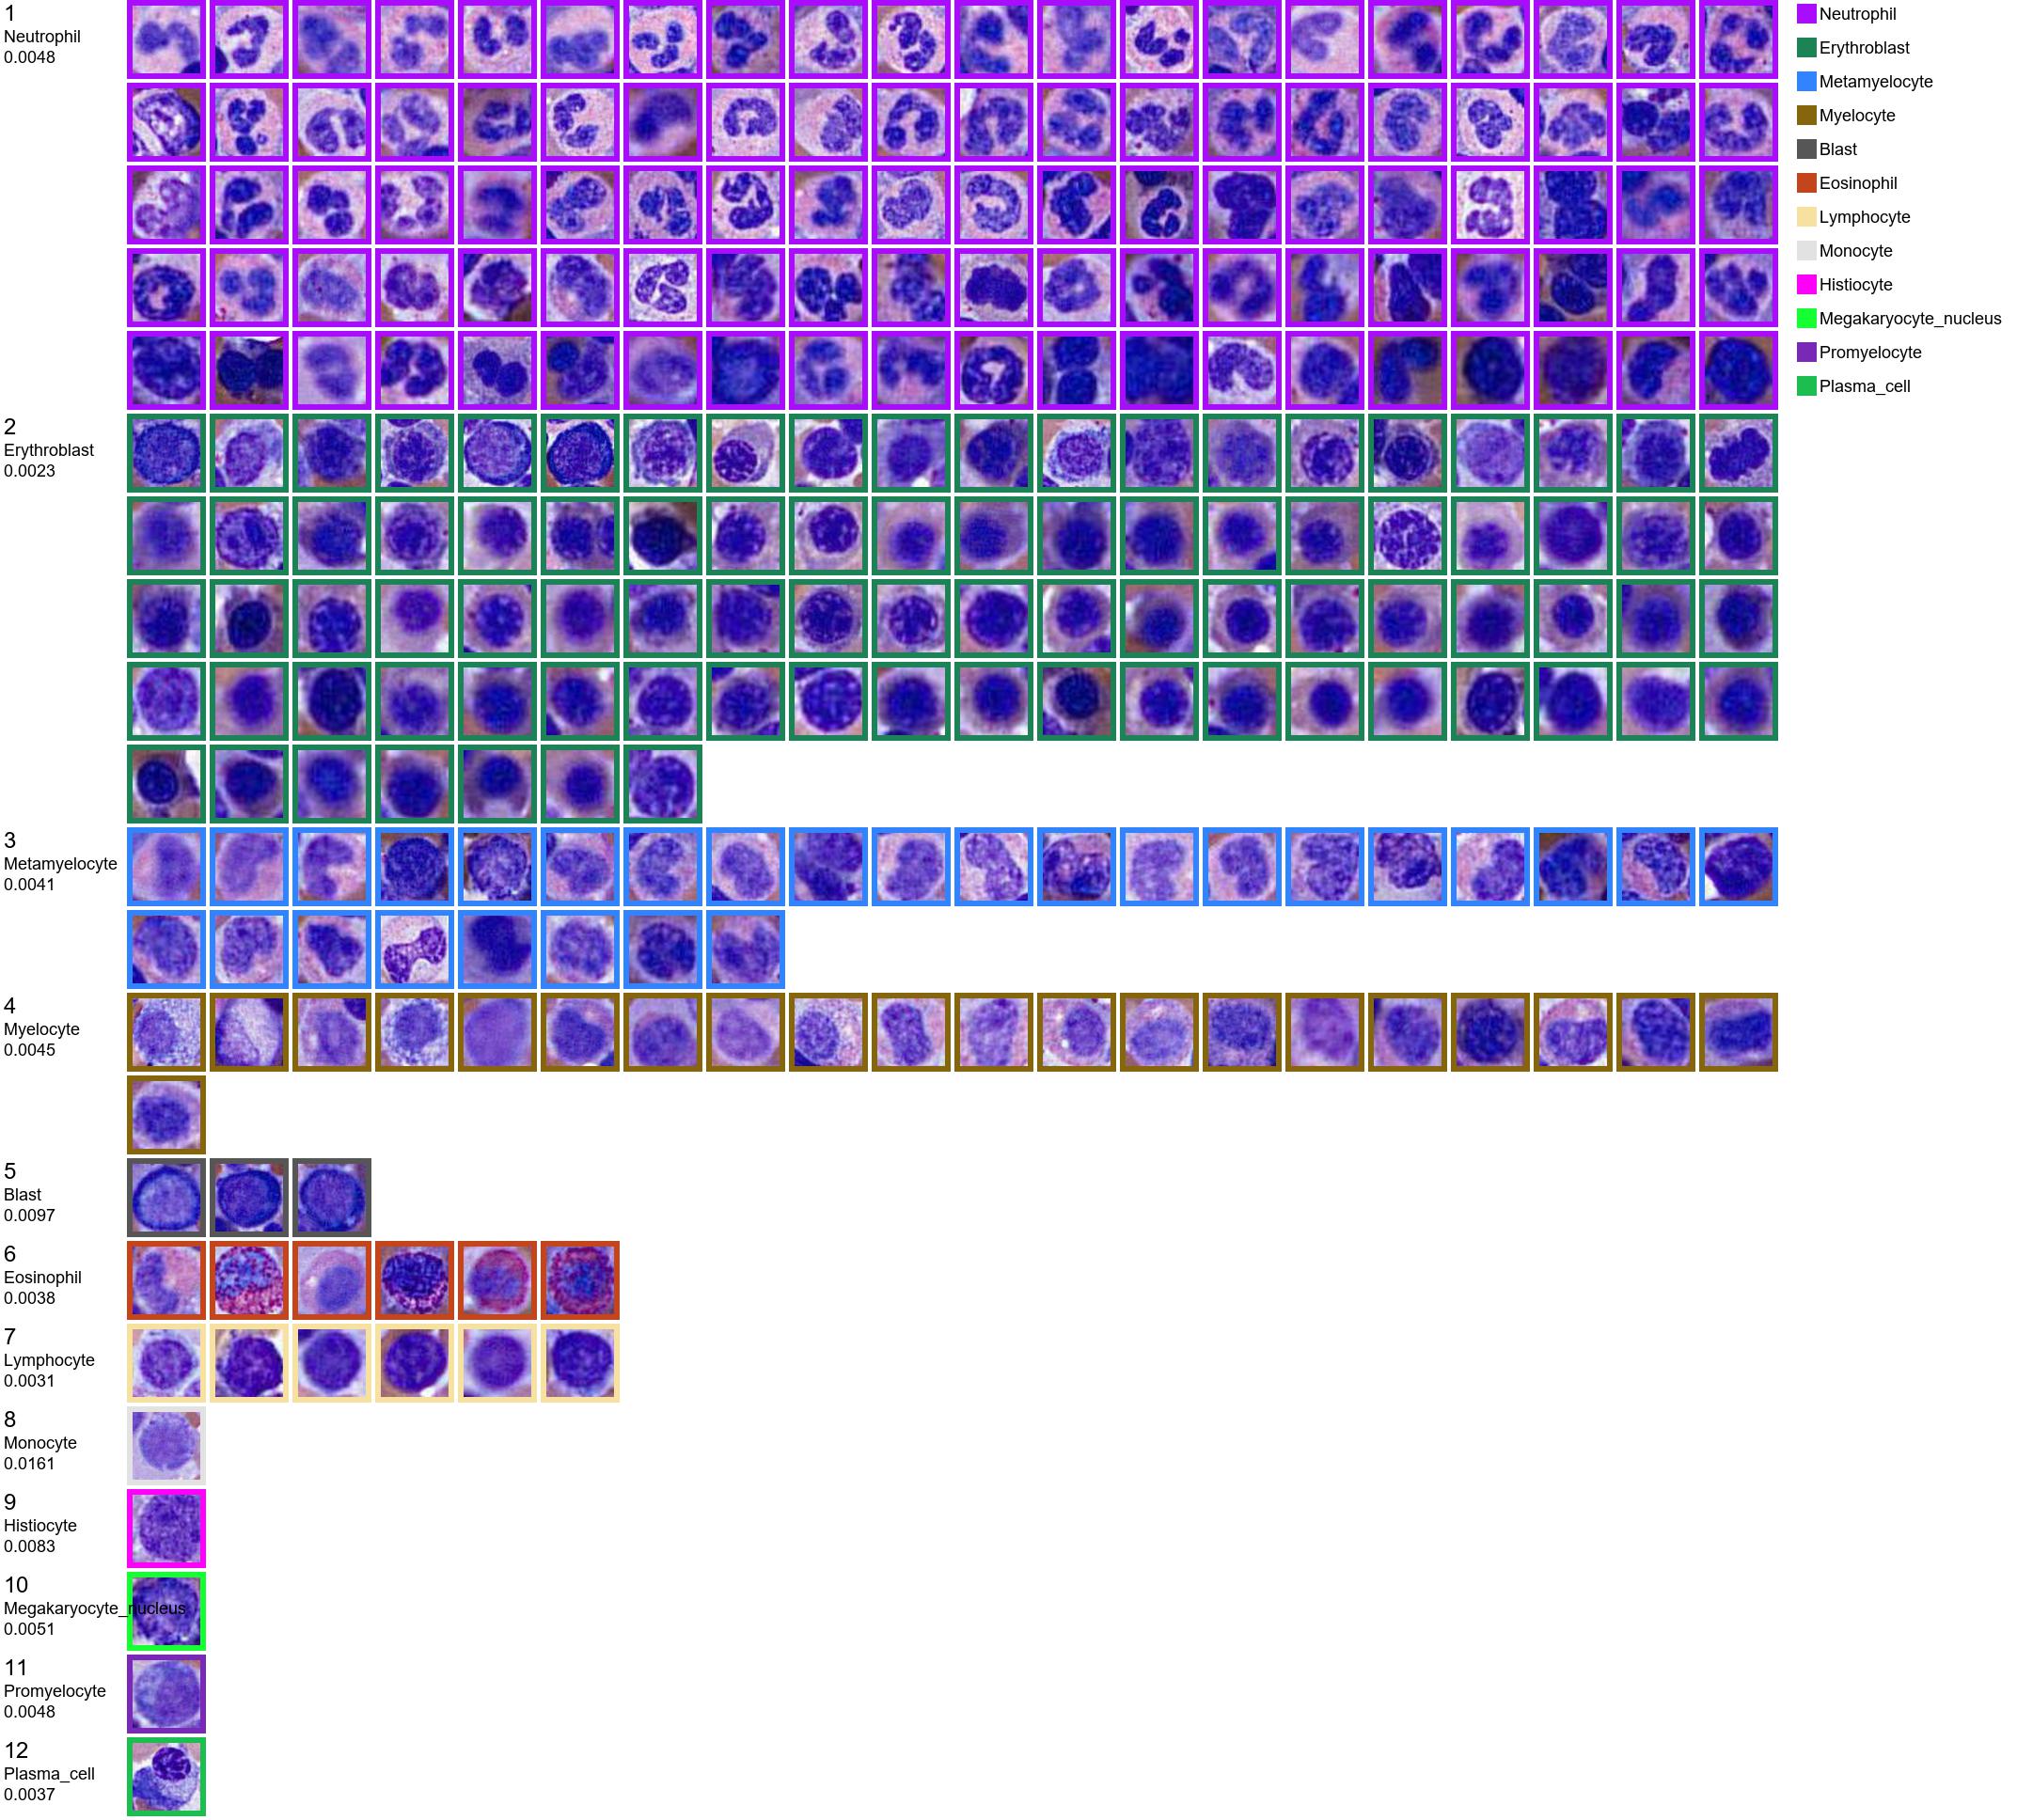 1
Neutrophil
0.0048
2
Erythroblast
0.0023
3
Metamyelocyte
0.0041
4
Myelocyte
0.0045
5
Blast
0.0097
6
Eosinophil
0.0038
7
Lymphocyte
0.0031
8
Monocyte
0.0161
9
Histiocyte
0.0083
10
Megakaryocyte_nucleus
0.0051
11
Promyelocyte
0.0048
12
Plasma_cell
0.0037
Neutrophil
Erythroblast
Metamyelocyte
Myelocyte
Blast
Eosinophil
Lymphocyte
Monocyte
Histiocyte
Megakaryocyte_nucleus
Promyelocyte
Plasma_cell